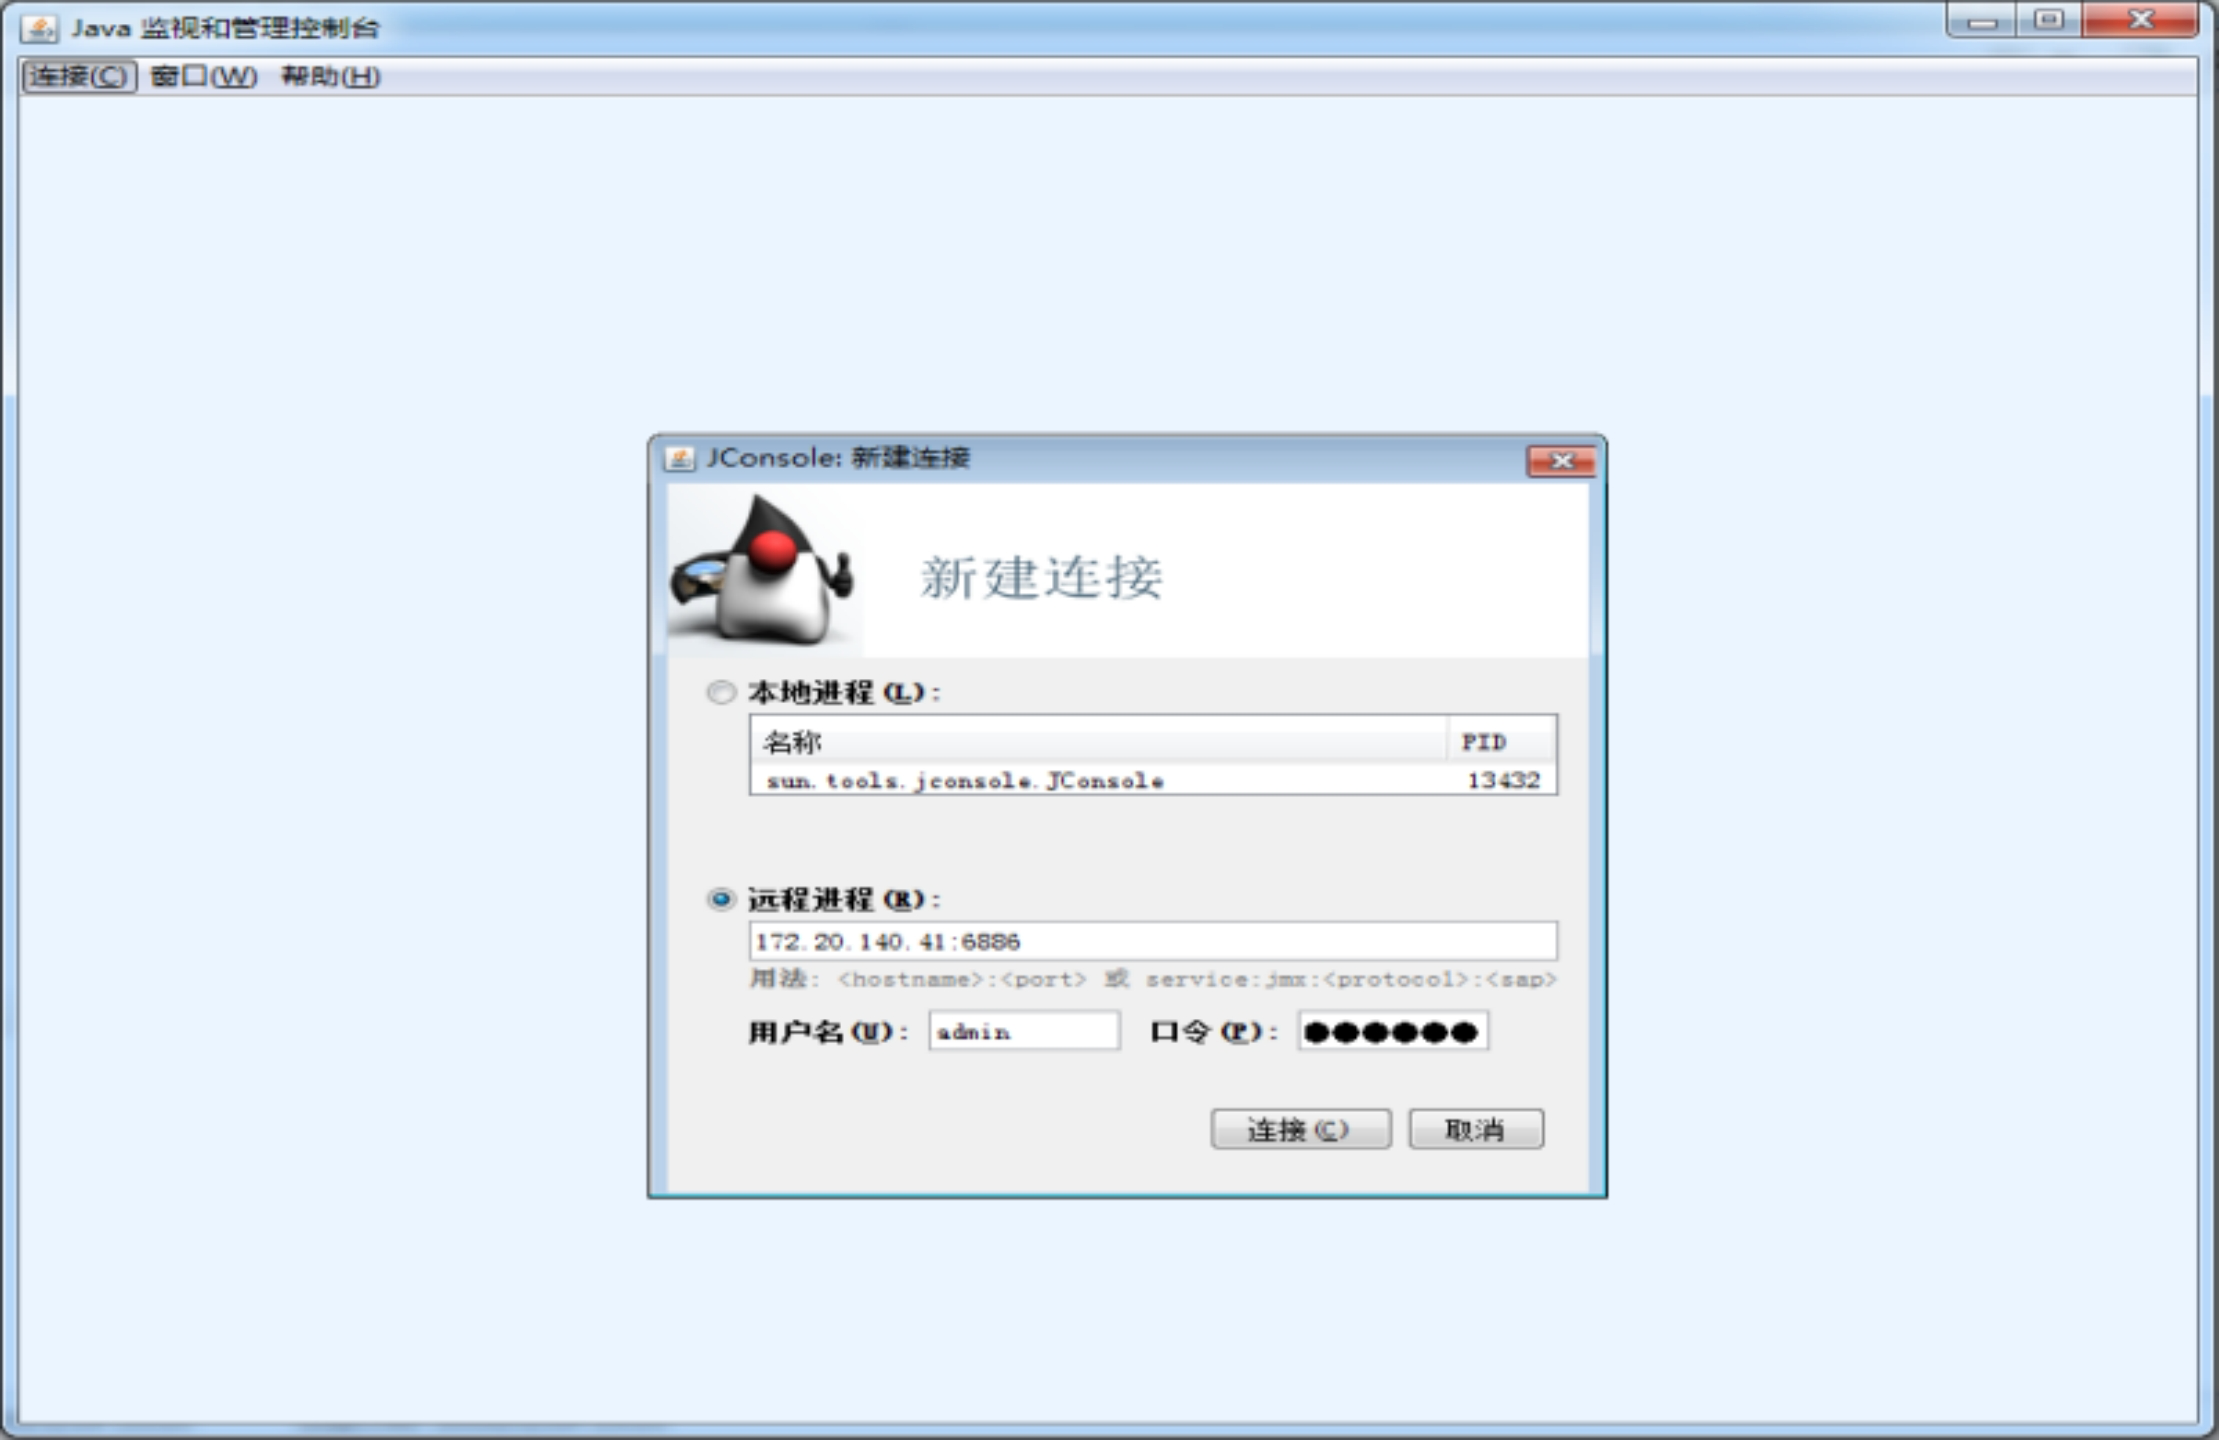 Java 监视和管理控制台
连接(C) 窗口(W) 帮助(H)
JConsole: 新建连接
新建连接
本地进程(L):
名称 PID
sun.tools.jconsole.JConsole 13432
远程进程(R):
172.20.140.41:6886
用法: <hostname>:<port> 或 service:jmx:<protocol>:<sap>
用户名(U): admin 口令(P): ●●●●●●
连接(C) 取消